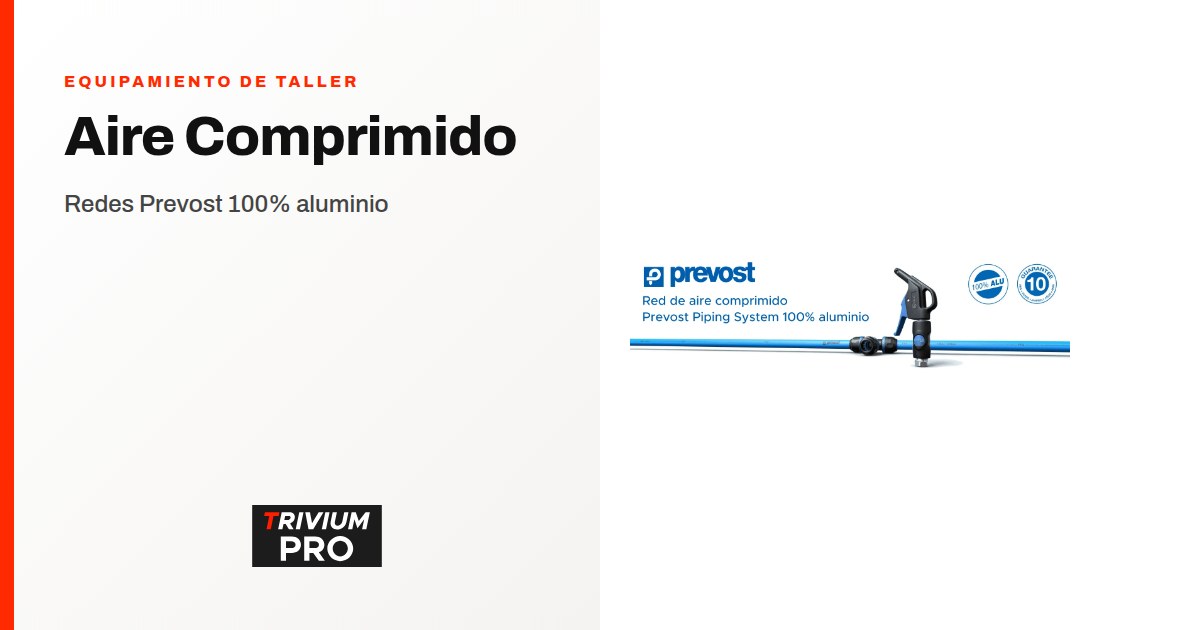 EQUIPAMIENTO DE TALLER
Aire Comprimido
Redes Prevost 100% aluminio
prevost
Red de aire comprimido
Prevost Piping System 100% aluminio
100% ALU
GUARANTEE
10
TRIVIUM
PRO